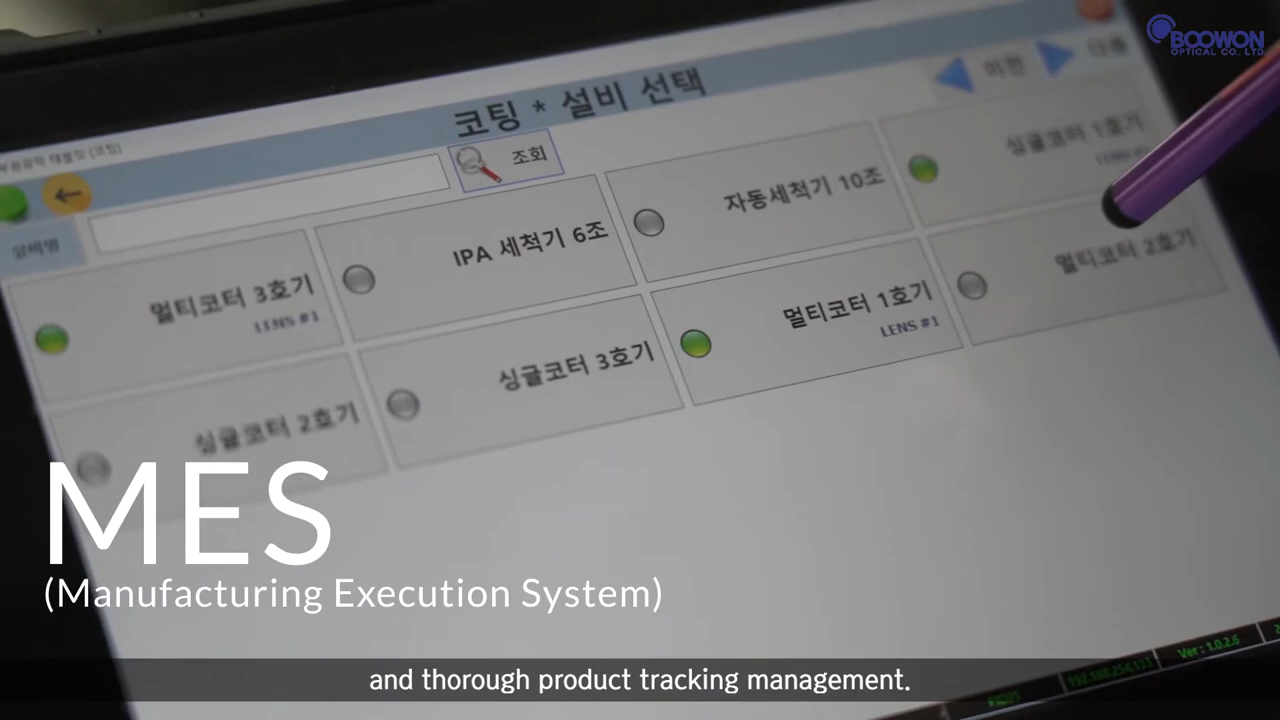 BOOWON
OPTICAL CO., LTD
코팅 * 설비 선택
이전
다음
조회
설비명
멀티코터 3호기
LENS #1
IPA 세척기 6조
자동세척기 10조
싱글코터 1호기
싱글코터 2호기
싱글코터 3호기
멀티코터 1호기
LENS #1
멀티코터 2호기
MES
(Manufacturing Execution System)
and thorough product tracking management.
Ver : 1.0.2.6